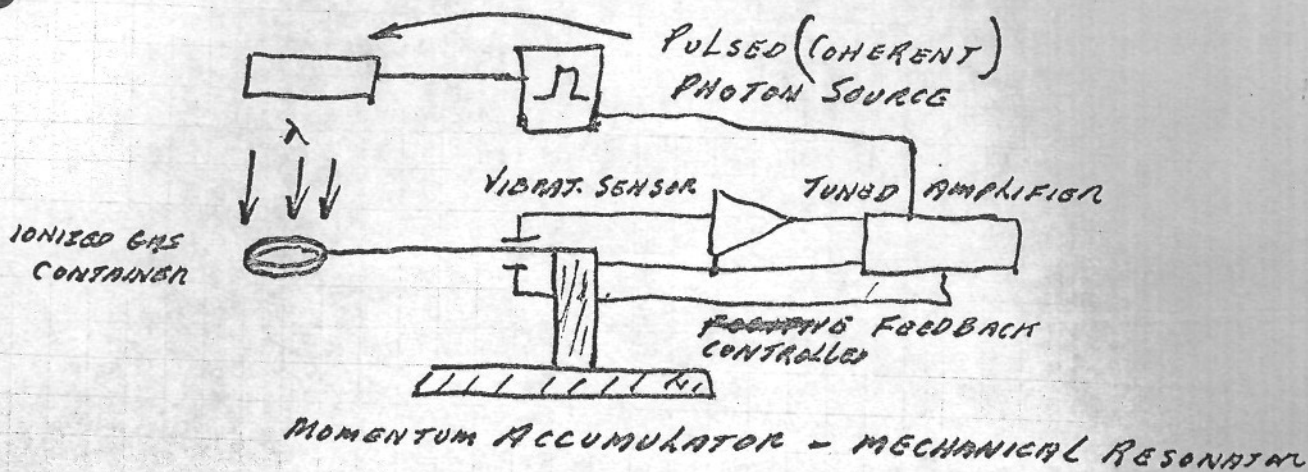 PULSED (COHERENT)
PHOTON SOURCE
λ
VIBRAT. SENSOR
TUNED AMPLIFIER
IONIZED GAS
CONTAINER
FEEDBACK
CONTROLLED
MOMENTUM ACCUMULATOR - MECHANICAL RESONATOR